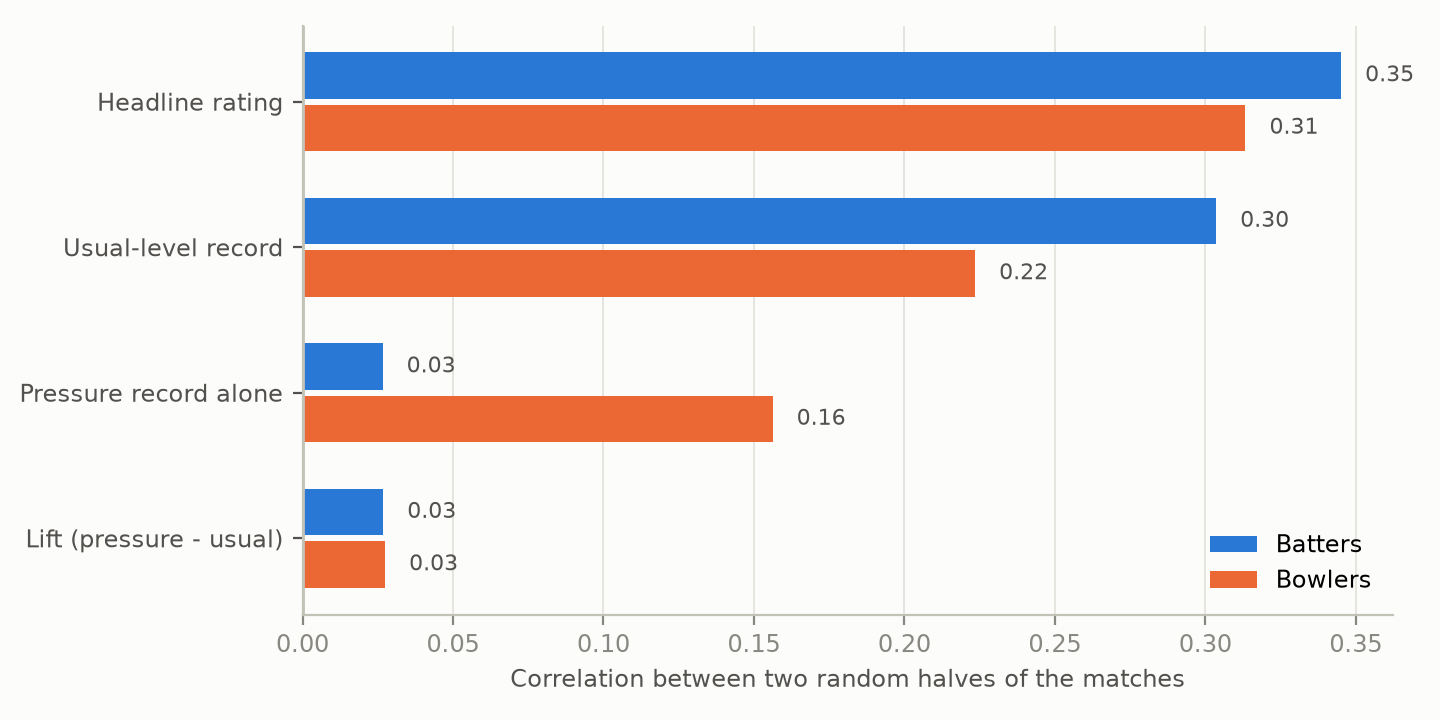 Headline rating
0.35
0.31
Usual-level record
0.30
0.22
Pressure record alone
0.03
0.16
Lift (pressure - usual)
0.03
0.03
Batters
Bowlers
0.00 0.05 0.10 0.15 0.20 0.25 0.30 0.35
Correlation between two random halves of the matches